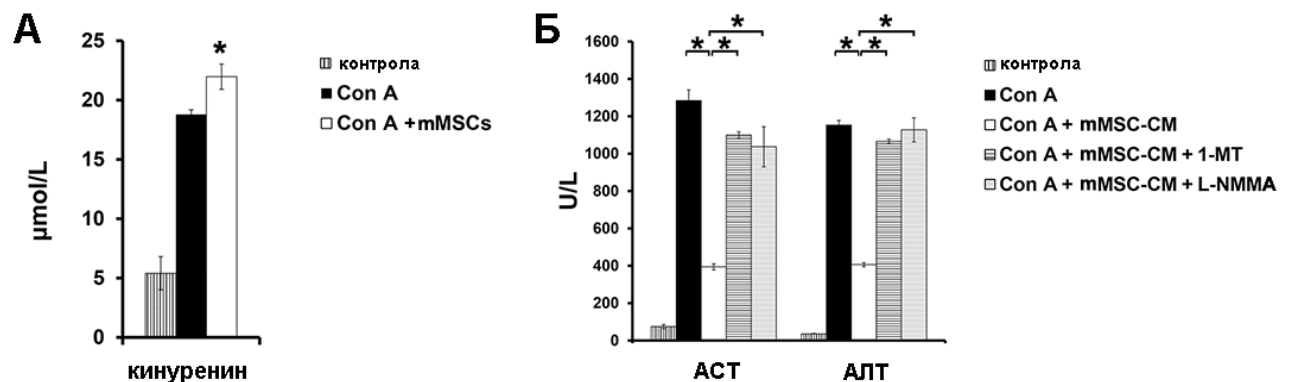 А
25
20
15
10
5
0
µmol/L
*
кинуренин
контрола
Con A
Con A +mMSCs
Б
1600
1400
1200
1000
800
600
400
200
0
U/L
* * *
* * *
АСТ
АЛТ
контрола
Con A
Con A + mMSC-CM
Con A + mMSC-CM + 1-MT
Con A + mMSC-CM + L-NMMA